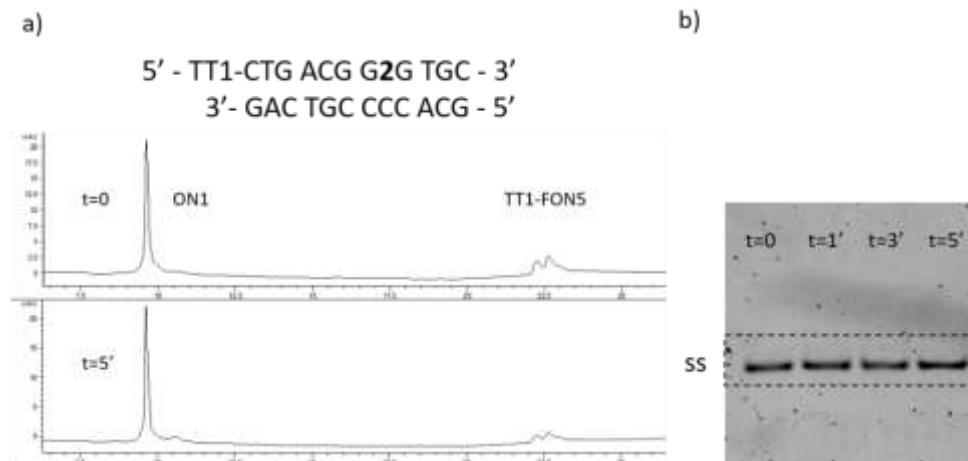 a)
5' - TT1-CTG ACG G2G TGC - 3'
3'- GAC TGC CCC ACG - 5'
t=0
ON1
TT1-FON5
t=5'
b)
t=0 t=1' t=3' t=5'
SS